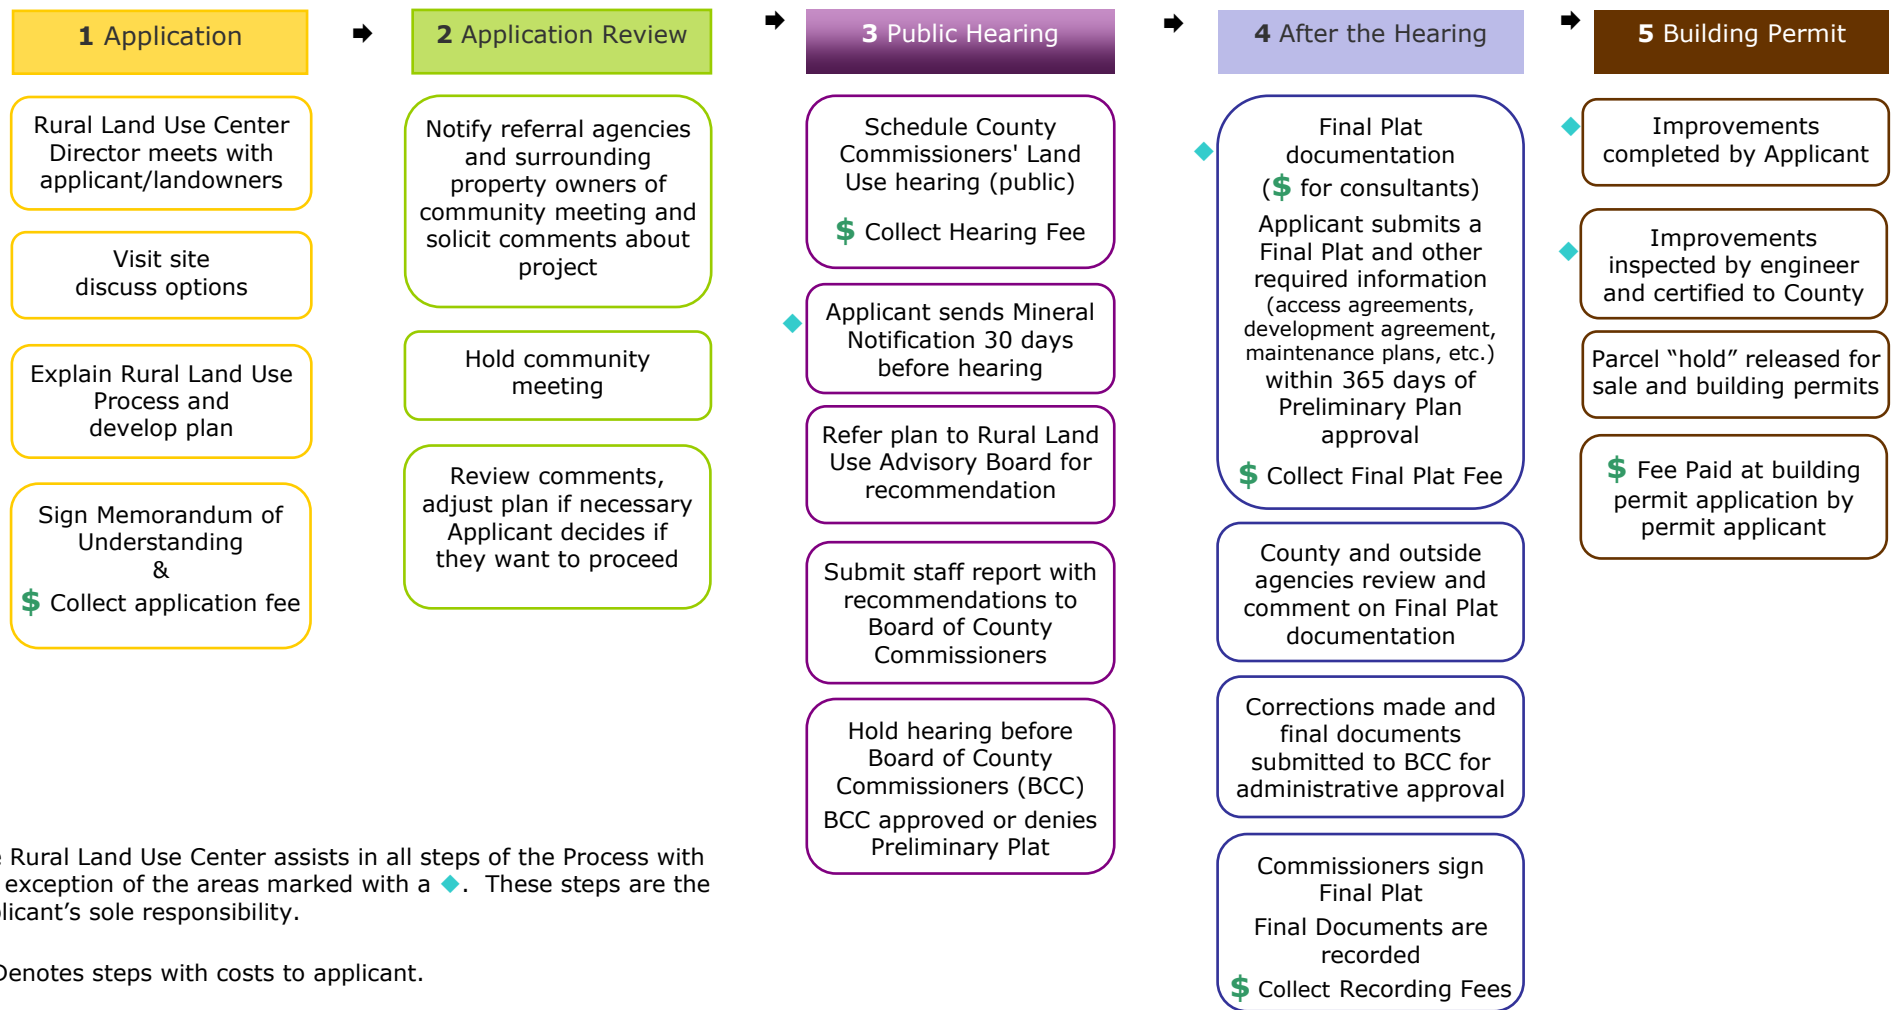 1 Application
2 Application Review
3 Public Hearing
4 After the Hearing
5 Building Permit
Rural Land Use Center
Director meets with
applicant/landowners
Visit site
discuss options
Explain Rural Land Use
Process and
develop plan
Sign Memorandum of
Understanding
&
$ Collect application fee
Notify referral agencies
and surrounding
property owners of
community meeting and
solicit comments about
project
Hold community
meeting
Review comments,
adjust plan if necessary
Applicant decides if
they want to proceed
Schedule County
Commissioners' Land
Use hearing (public)
$ Collect Hearing Fee
Applicant sends Mineral
Notification 30 days
before hearing
Refer plan to Rural Land
Use Advisory Board for
recommendation
Submit staff report with
recommendations to
Board of County
Commissioners
Hold hearing before
Board of County
Commissioners (BCC)
BCC approved or denies
Preliminary Plat
Final Plat
documentation
($ for consultants)
Applicant submits a
Final Plat and other
required information
(access agreements,
development agreement,
maintenance plans, etc.)
within 365 days of
Preliminary Plan
approval
$ Collect Final Plat Fee
County and outside
agencies review and
comment on Final Plat
documentation
Corrections made and
final documents
submitted to BCC for
administrative approval
Commissioners sign
Final Plat
Final Documents are
recorded
$ Collect Recording Fees
Improvements
completed by Applicant
Improvements
inspected by engineer
and certified to County
Parcel “hold” released for
sale and building permits
$ Fee Paid at building
permit application by
permit applicant
Rural Land Use Center assists in all steps of the Process with
exception of the areas marked with a ◆. These steps are the
plicant’s sole responsibility.
Denotes steps with costs to applicant.